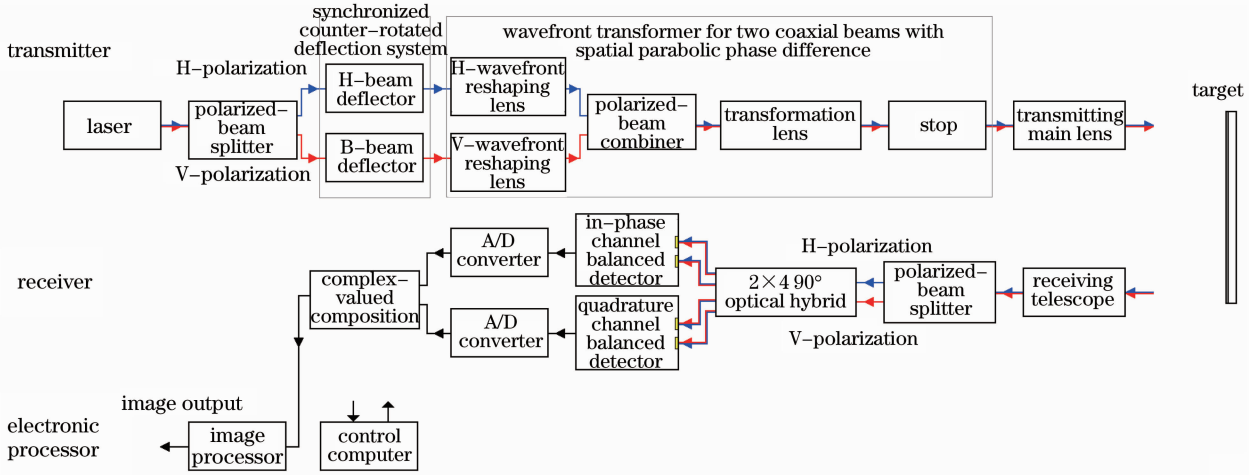 transmitter
synchronized
counter-rotated
deflection system
wavefront transformer for two coaxial beams with
spatial parabolic phase difference
H-polarization
V-polarization
laser
polarized-
beam
splitter
H-beam
deflector
B-beam
deflector
H-wavefront
reshaping
lens
V-wavefront
reshaping
lens
polarized-
beam
combiner
transformation
lens
stop
transmitting
main lens
target
receiver
complex-
valued
composition
A/D
converter
A/D
converter
in-phase
channel
balanced
detector
quadrature
channel
balanced
detector
2×4 90°
optical hybrid
H-polarization
V-polarization
polarized-
beam
splitter
receiving
telescope
electronic
processor
image output
image
processor
control
computer